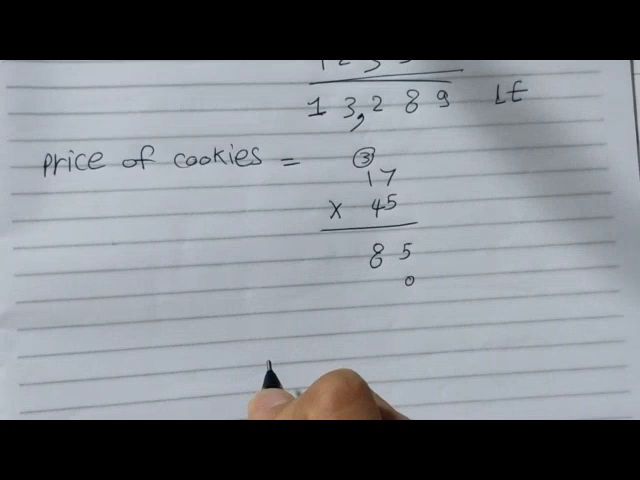 13,289 LE
price of cookies = ③
17
x 45
85
0